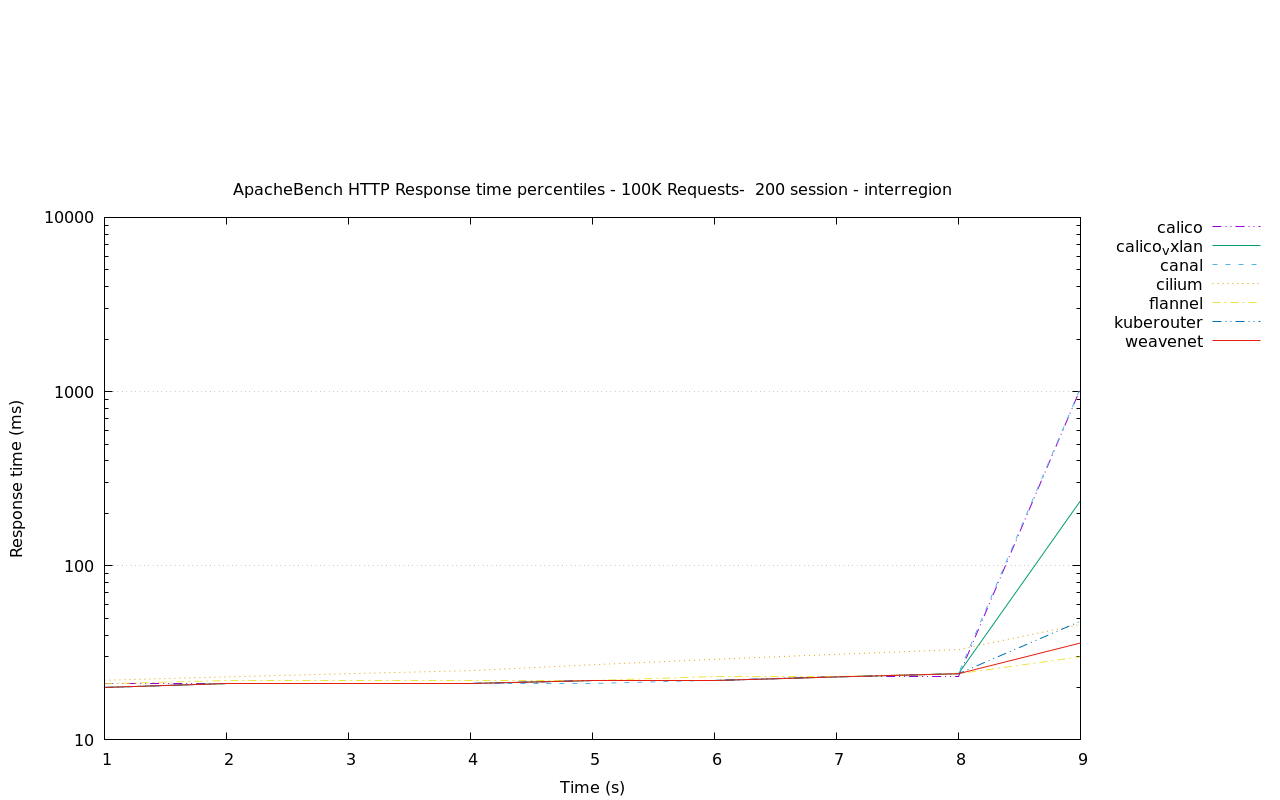 ApacheBench HTTP Response time percentiles - 100K Requests-  200 session - interregion
10000
1000
100
10
Response time (ms)
1 2 3 4 5 6 7 8 9
Time (s)
calico
calicovxlan
canal
cilium
flannel
kuberouter
weavenet